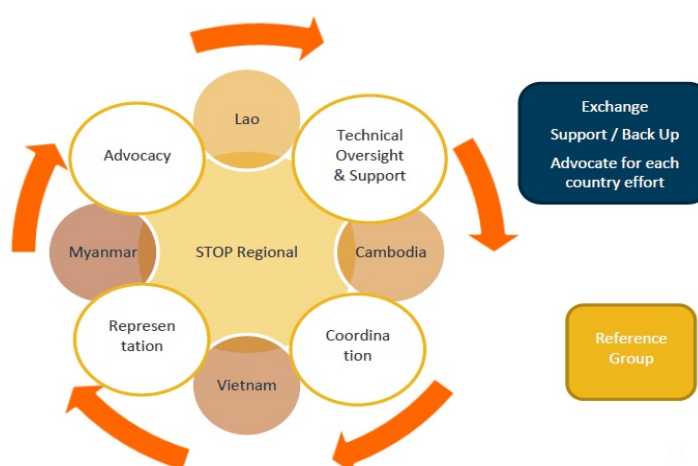 Lao
Advocacy
Technical
Oversight
& Support
Myanmar
STOP Regional
Cambodia
Represen
tation
Coordina
tion
Vietnam
Exchange
Support / Back Up
Advocate for each
country effort
Reference
Group